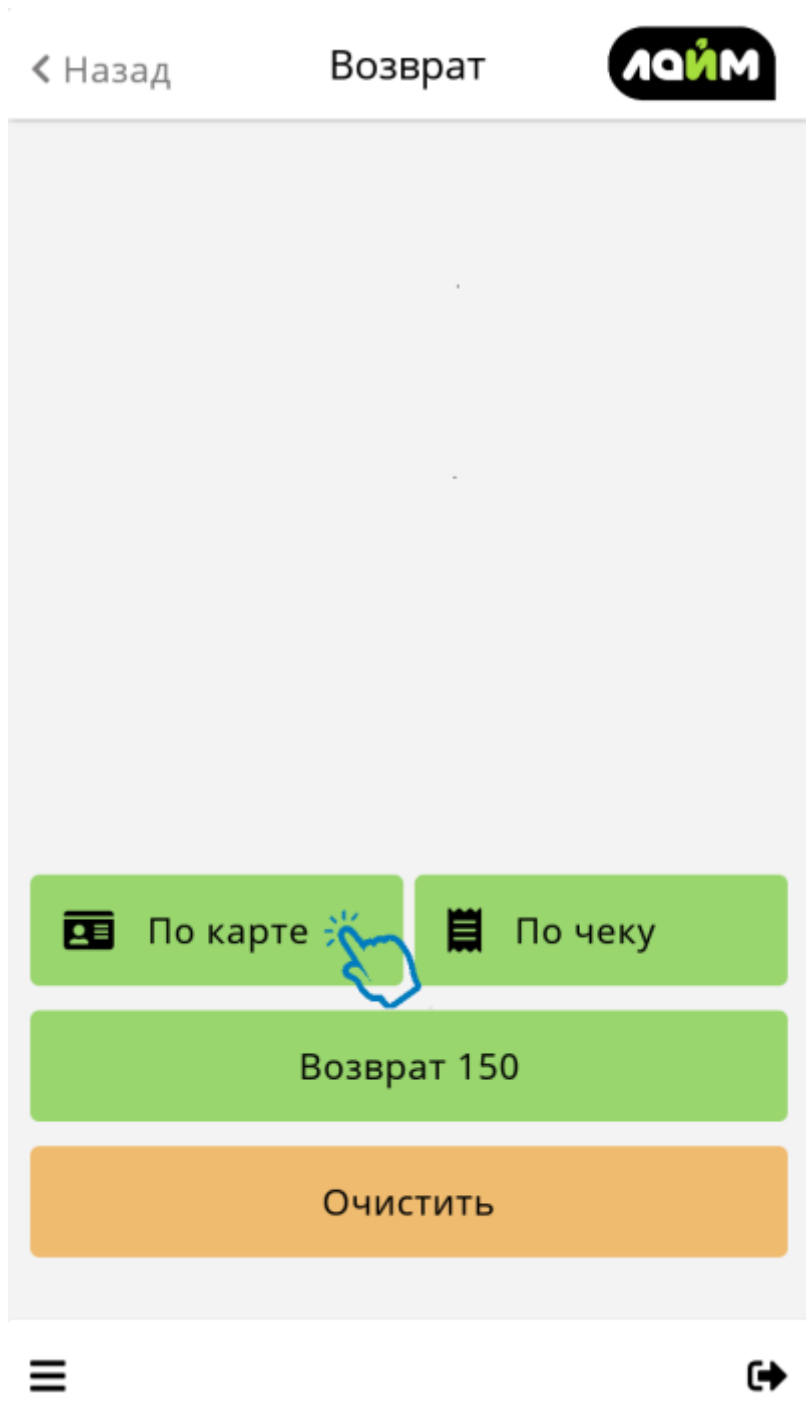 Назад
Возврат
лайм
По карте
По чеку
Возврат 150
Очистить